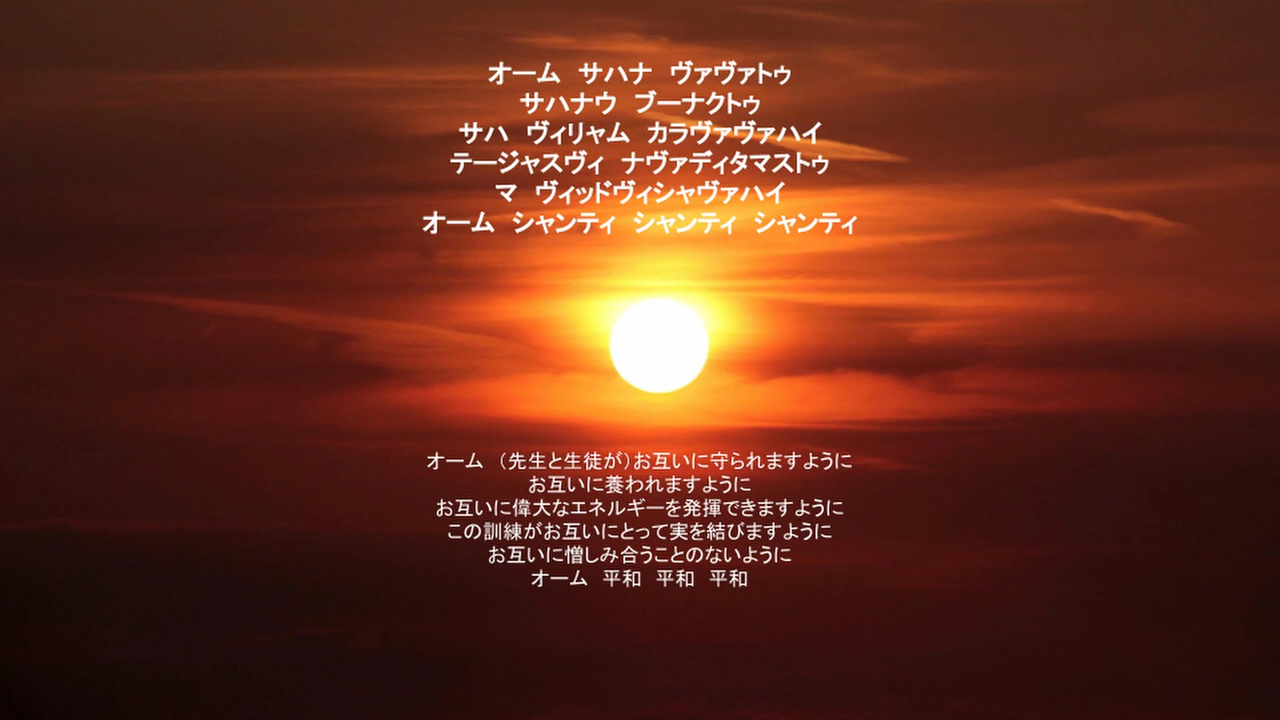 オーム　サハナ　ヴァヴァトゥ
サハナウ　ブーナクトゥ
サハ　ヴィリャム　カラヴァヴァハイ
テージャスヴィ　ナヴァディタマストゥ
マ　ヴィッドヴィシャヴァハイ
オーム　シャンティ　シャンティ　シャンティ
オーム　（先生と生徒が）お互いに守られますように
お互いに養われますように
お互いに偉大なエネルギーを発揮できますように
この訓練がお互いにとって実を結びますように
お互いに憎しみ合うことのないように
オーム　平和　平和　平和